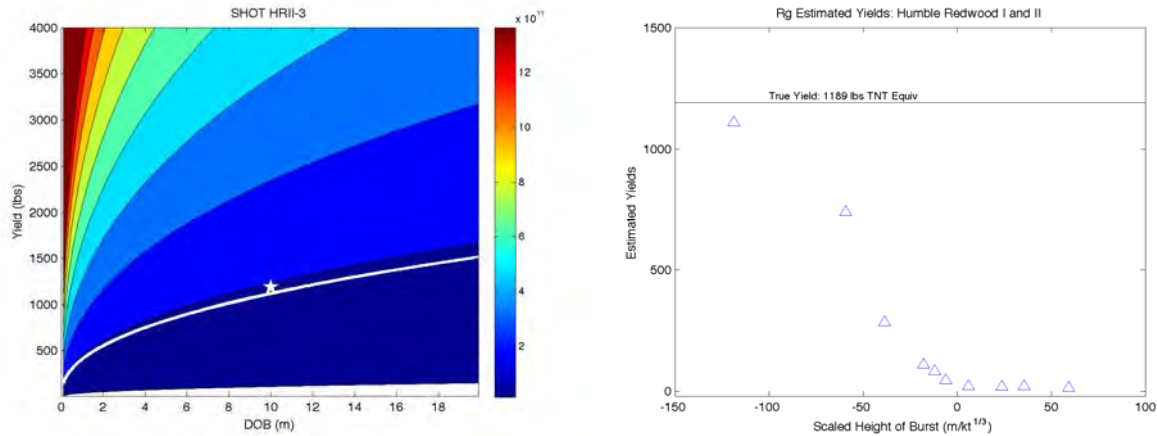 SHOT HRII-3
x 10¹¹
4000
3500
3000
2500
2000
1500
1000
500
Yield (lbs)
0 2 4 6 8 10 12 14 16 18
DOB (m)
12
10
8
6
4
2
Rg Estimated Yields: Humble Redwood I and II
1500
1000
500
0
Estimated Yields
True Yield: 1189 lbs TNT Equiv
-150 -100 -50 0 50 100
Scaled Height of Burst (m/kt^1/3)